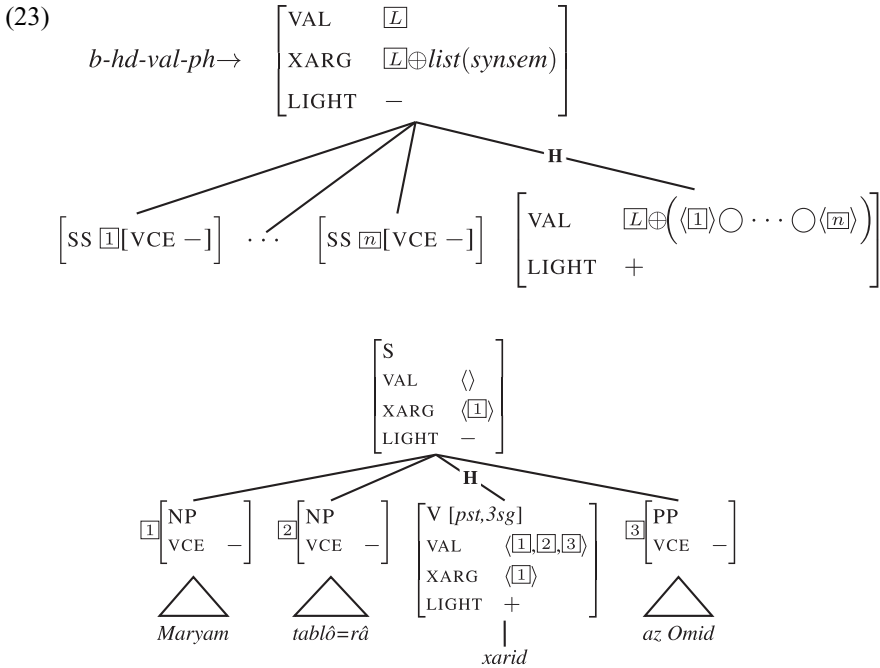 (23)
b-hd-val-ph→
VAL L
XARG L⊕list(synsem)
LIGHT −
H
[SS 1[VCE −]] · · · [SS n[VCE −]]
VAL L⊕(⟨1⟩◯ · · · ◯⟨n⟩)
LIGHT +
S
VAL ⟨⟩
XARG ⟨1⟩
LIGHT −
H
1 NP
VCE −
Maryam
2 NP
VCE −
tablô=râ
V [pst,3sg]
VAL ⟨1,2,3⟩
XARG ⟨1⟩
LIGHT +
xarid
3 PP
VCE −
az Omid